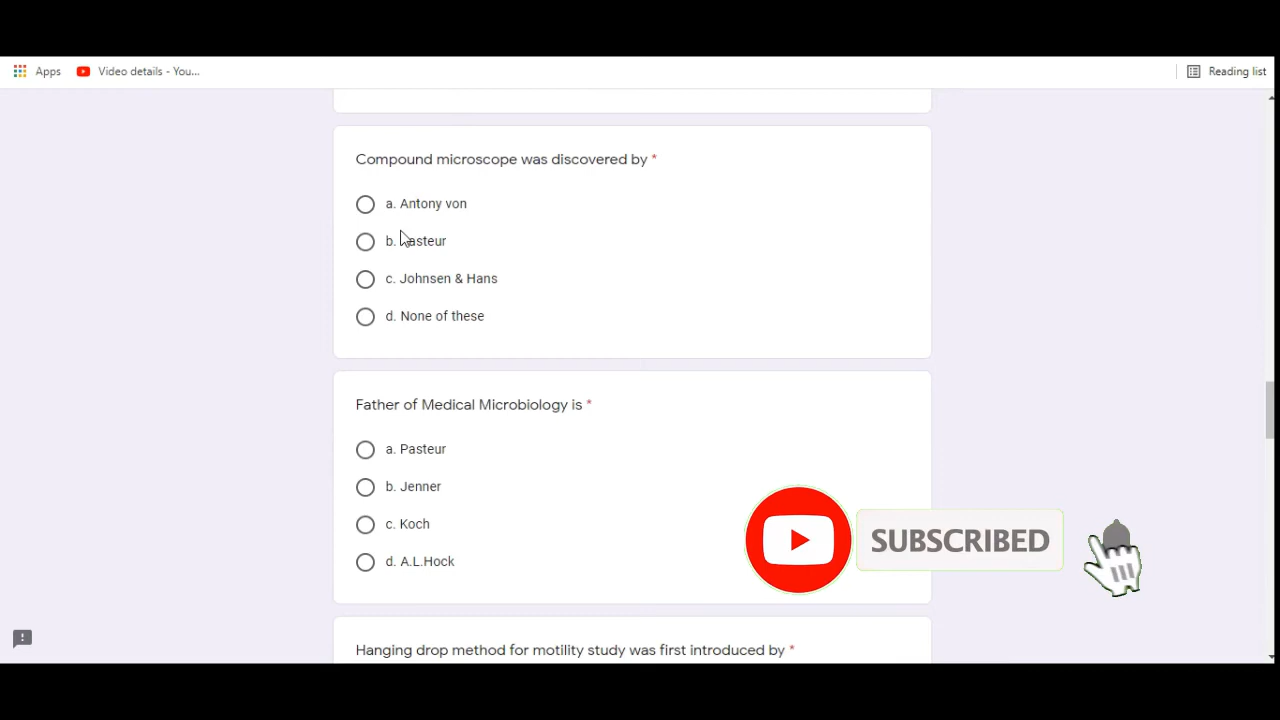 Apps Video details - You... Reading list
Compound microscope was discovered by *
a. Antony von
b. Pasteur
c. Johnsen & Hans
d. None of these
Father of Medical Microbiology is *
a. Pasteur
b. Jenner
c. Koch
d. A.L.Hock
SUBSCRIBED
Hanging drop method for motility study was first introduced by *